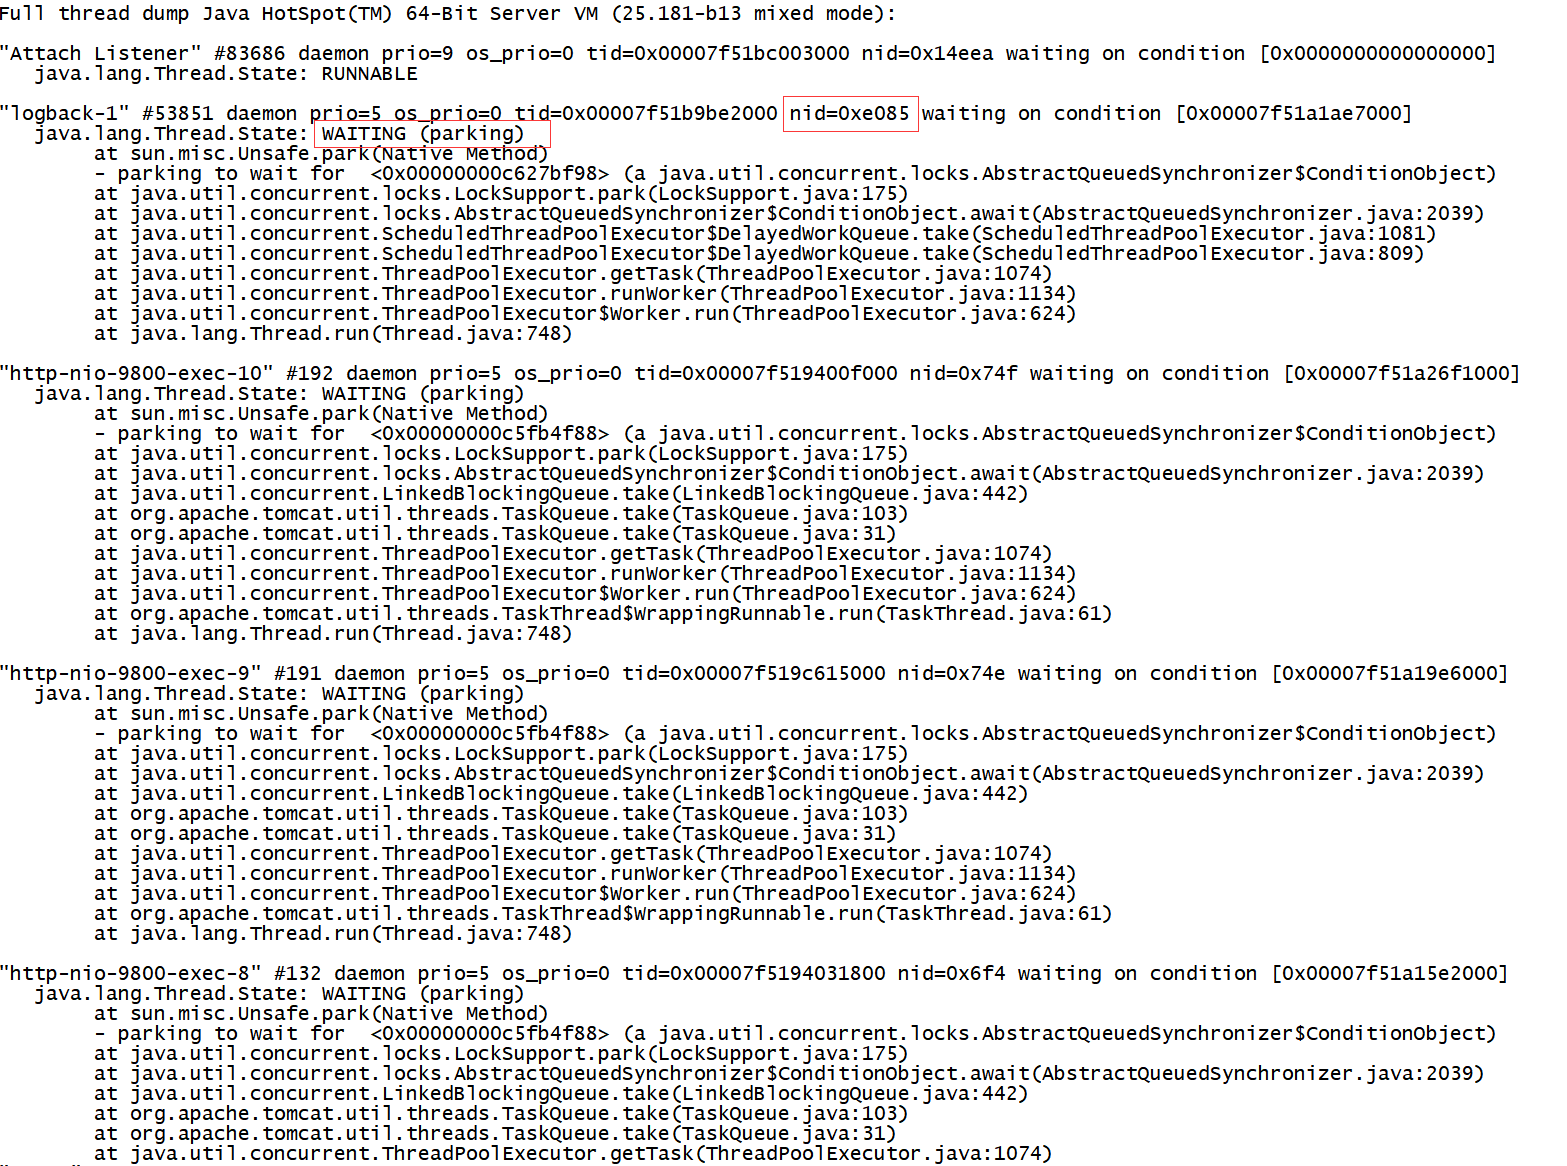 Full thread dump Java HotSpot(TM) 64-Bit Server VM (25.181-b13 mixed mode):

"Attach Listener" #83686 daemon prio=9 os_prio=0 tid=0x00007f51bc003000 nid=0x14eea waiting on condition [0x0000000000000000]
   java.lang.Thread.State: RUNNABLE

"logback-1" #53851 daemon prio=5 os_prio=0 tid=0x00007f51b9be2000 nid=0xe085 waiting on condition [0x00007f51a1ae7000]
   java.lang.Thread.State: WAITING (parking)
        at sun.misc.Unsafe.park(Native Method)
        - parking to wait for  <0x00000000c627bf98> (a java.util.concurrent.locks.AbstractQueuedSynchronizer$ConditionObject)
        at java.util.concurrent.locks.LockSupport.park(LockSupport.java:175)
        at java.util.concurrent.locks.AbstractQueuedSynchronizer$ConditionObject.await(AbstractQueuedSynchronizer.java:2039)
        at java.util.concurrent.ScheduledThreadPoolExecutor$DelayedWorkQueue.take(ScheduledThreadPoolExecutor.java:1081)
        at java.util.concurrent.ScheduledThreadPoolExecutor$DelayedWorkQueue.take(ScheduledThreadPoolExecutor.java:809)
        at java.util.concurrent.ThreadPoolExecutor.getTask(ThreadPoolExecutor.java:1074)
        at java.util.concurrent.ThreadPoolExecutor.runWorker(ThreadPoolExecutor.java:1134)
        at java.util.concurrent.ThreadPoolExecutor$Worker.run(ThreadPoolExecutor.java:624)
        at java.lang.Thread.run(Thread.java:748)

"http-nio-9800-exec-10" #192 daemon prio=5 os_prio=0 tid=0x00007f519400f000 nid=0x74f waiting on condition [0x00007f51a26f1000]
   java.lang.Thread.State: WAITING (parking)
        at sun.misc.Unsafe.park(Native Method)
        - parking to wait for  <0x00000000c5fb4f88> (a java.util.concurrent.locks.AbstractQueuedSynchronizer$ConditionObject)
        at java.util.concurrent.locks.LockSupport.park(LockSupport.java:175)
        at java.util.concurrent.locks.AbstractQueuedSynchronizer$ConditionObject.await(AbstractQueuedSynchronizer.java:2039)
        at java.util.concurrent.LinkedBlockingQueue.take(LinkedBlockingQueue.java:442)
        at org.apache.tomcat.util.threads.TaskQueue.take(TaskQueue.java:103)
        at org.apache.tomcat.util.threads.TaskQueue.take(TaskQueue.java:31)
        at java.util.concurrent.ThreadPoolExecutor.getTask(ThreadPoolExecutor.java:1074)
        at java.util.concurrent.ThreadPoolExecutor.runWorker(ThreadPoolExecutor.java:1134)
        at java.util.concurrent.ThreadPoolExecutor$Worker.run(ThreadPoolExecutor.java:624)
        at org.apache.tomcat.util.threads.TaskThread$WrappingRunnable.run(TaskThread.java:61)
        at java.lang.Thread.run(Thread.java:748)

"http-nio-9800-exec-9" #191 daemon prio=5 os_prio=0 tid=0x00007f519c615000 nid=0x74e waiting on condition [0x00007f51a19e6000]
   java.lang.Thread.State: WAITING (parking)
        at sun.misc.Unsafe.park(Native Method)
        - parking to wait for  <0x00000000c5fb4f88> (a java.util.concurrent.locks.AbstractQueuedSynchronizer$ConditionObject)
        at java.util.concurrent.locks.LockSupport.park(LockSupport.java:175)
        at java.util.concurrent.locks.AbstractQueuedSynchronizer$ConditionObject.await(AbstractQueuedSynchronizer.java:2039)
        at java.util.concurrent.LinkedBlockingQueue.take(LinkedBlockingQueue.java:442)
        at org.apache.tomcat.util.threads.TaskQueue.take(TaskQueue.java:103)
        at org.apache.tomcat.util.threads.TaskQueue.take(TaskQueue.java:31)
        at java.util.concurrent.ThreadPoolExecutor.getTask(ThreadPoolExecutor.java:1074)
        at java.util.concurrent.ThreadPoolExecutor.runWorker(ThreadPoolExecutor.java:1134)
        at java.util.concurrent.ThreadPoolExecutor$Worker.run(ThreadPoolExecutor.java:624)
        at org.apache.tomcat.util.threads.TaskThread$WrappingRunnable.run(TaskThread.java:61)
        at java.lang.Thread.run(Thread.java:748)

"http-nio-9800-exec-8" #132 daemon prio=5 os_prio=0 tid=0x00007f5194031800 nid=0x6f4 waiting on condition [0x00007f51a15e2000]
   java.lang.Thread.State: WAITING (parking)
        at sun.misc.Unsafe.park(Native Method)
        - parking to wait for  <0x00000000c5fb4f88> (a java.util.concurrent.locks.AbstractQueuedSynchronizer$ConditionObject)
        at java.util.concurrent.locks.LockSupport.park(LockSupport.java:175)
        at java.util.concurrent.locks.AbstractQueuedSynchronizer$ConditionObject.await(AbstractQueuedSynchronizer.java:2039)
        at java.util.concurrent.LinkedBlockingQueue.take(LinkedBlockingQueue.java:442)
        at org.apache.tomcat.util.threads.TaskQueue.take(TaskQueue.java:103)
        at org.apache.tomcat.util.threads.TaskQueue.take(TaskQueue.java:31)
        at java.util.concurrent.ThreadPoolExecutor.getTask(ThreadPoolExecutor.java:1074)